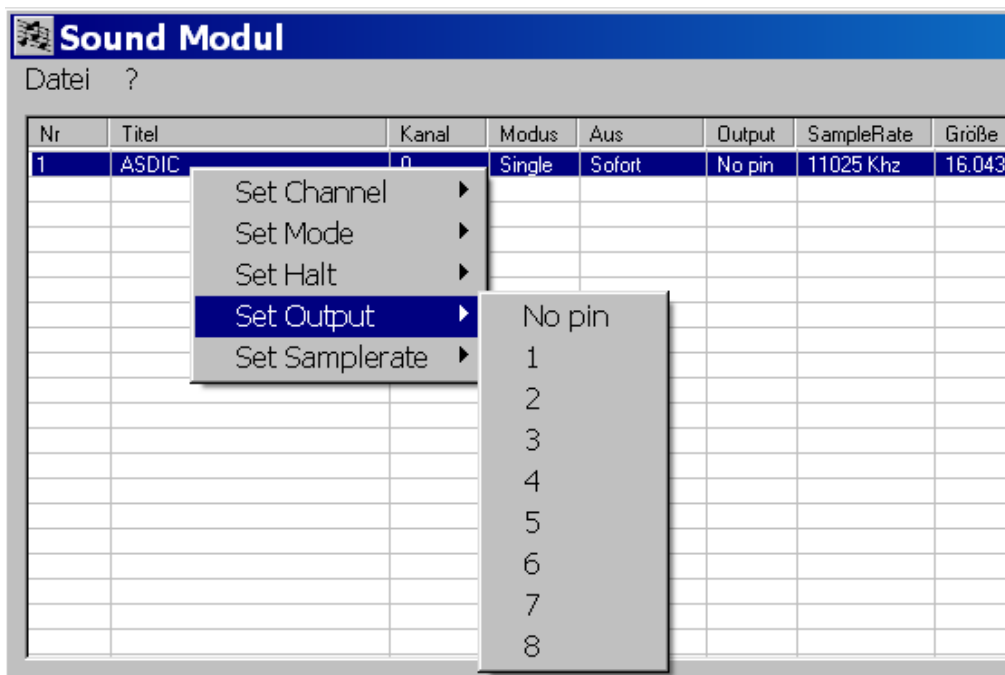 Sound Modul
Datei ?
Nr Titel Kanal Modus Aus Output SampleRate Größe
1 ASDIC 0 Single Sofort No pin 11025 Khz 16.043
Set Channel
Set Mode
Set Halt
Set Output
Set Samplerate
No pin
1
2
3
4
5
6
7
8